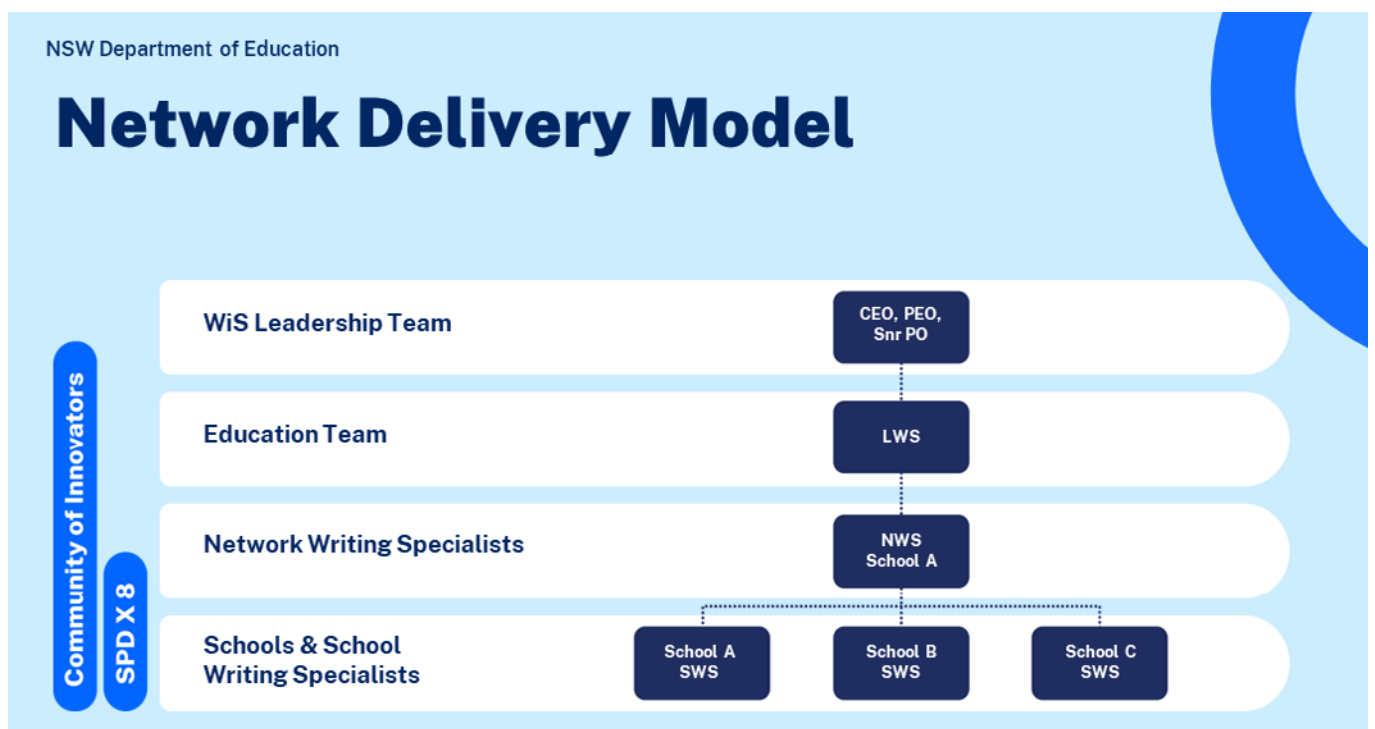 NSW Department of Education
Network Delivery Model
WiS Leadership Team
CEO, PEO,
Snr PO
Education Team
LWS
Network Writing Specialists
NWS
School A
Schools & School
Writing Specialists
School A
SWS
School B
SWS
School C
SWS
Community of Innovators
SPD X 8